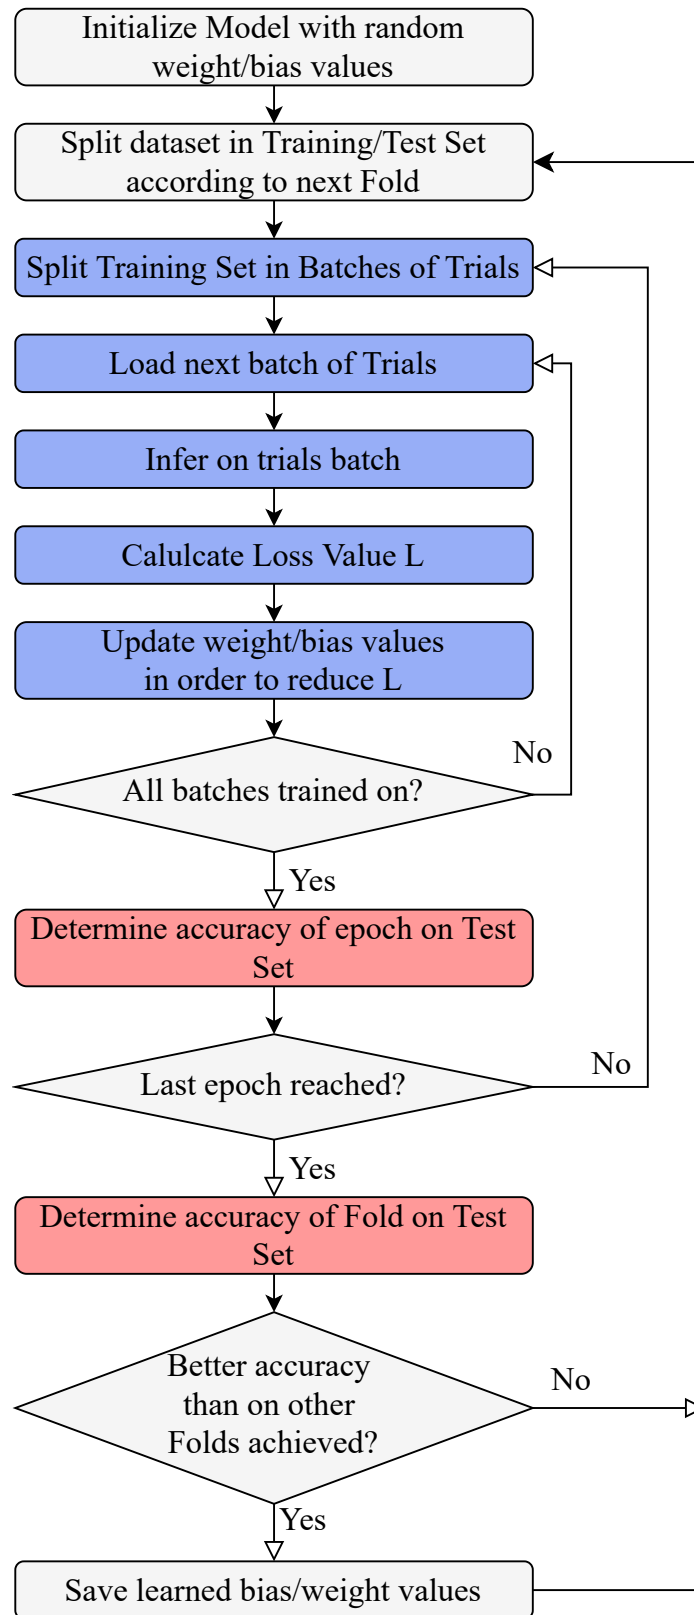 Initialize Model with random
weight/bias values
Split dataset in Training/Test Set
according to next Fold
Split Training Set in Batches of Trials
Load next batch of Trials
Infer on trials batch
Calulcate Loss Value L
Update weight/bias values
in order to reduce L
No
All batches trained on?
Yes
Determine accuracy of epoch on Test
Set
No
Last epoch reached?
Yes
Determine accuracy of Fold on Test
Set
Better accuracy
than on other
Folds achieved?
No
Yes
Save learned bias/weight values